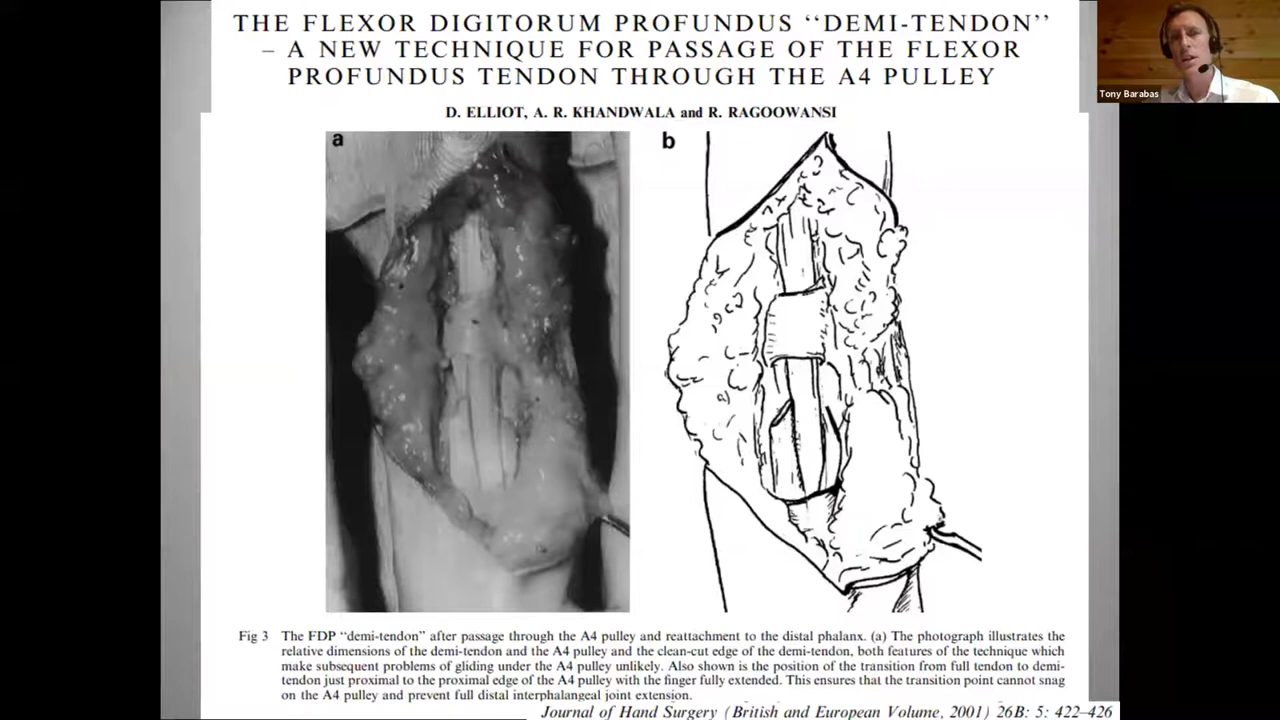 THE FLEXOR DIGITORUM PROFUNDUS “DEMI-TENDON”
– A NEW TECHNIQUE FOR PASSAGE OF THE FLEXOR
PROFUNDUS TENDON THROUGH THE A4 PULLEY
Tony Barabas
D. ELLIOT, A. R. KHANDWALA and R. RAGOOWANSI
a
b
Fig 3 The FDP “demi-tendon” after passage through the A4 pulley and reattachment to the distal phalanx. (a) The photograph illustrates the
relative dimensions of the demi-tendon and the A4 pulley and the clean-cut edge of the demi-tendon, both features of the technique which
make subsequent problems of gliding under the A4 pulley unlikely. Also shown is the position of the transition from full tendon to demi-
tendon just proximal to the proximal edge of the A4 pulley with the finger fully extended. This ensures that the transition point cannot snag
on the A4 pulley and prevent full distal interphalangeal joint extension.
Journal of Hand Surgery (British and European Volume, 2001) 26B: 5: 422–426